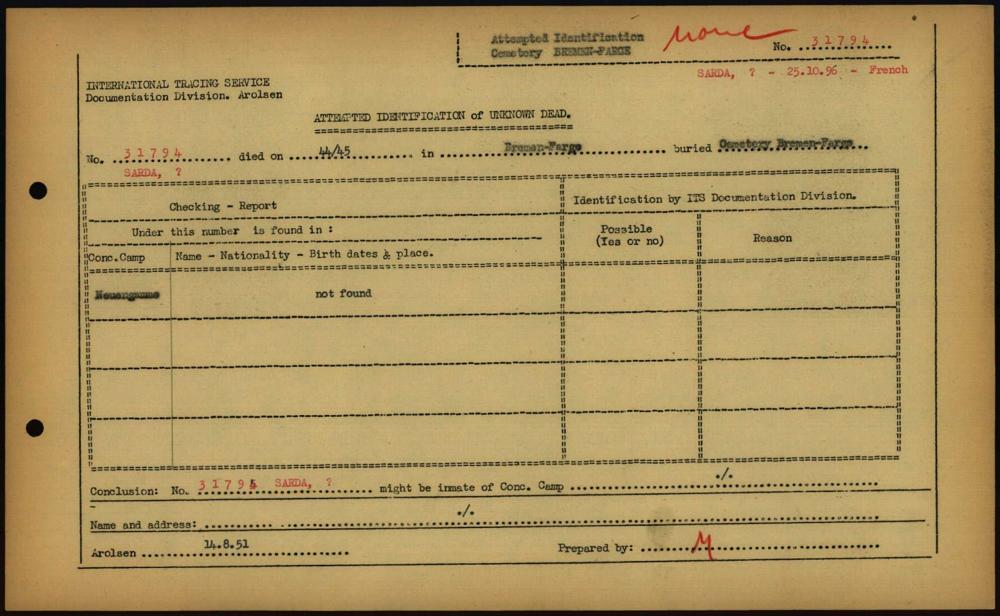 Attempted Identification
Cemetery BREMEN-FARGE
None
No. 31794
SARDA, ? - 25.10.96 - French
INTERNATIONAL TRACING SERVICE
Documentation Division. Arolsen
ATTEMPTED IDENTIFICATION of UNKNOWN DEAD.
No. 31794 died on 44/45 in Bremen-Farge buried Cemetery Bremen-Farge
SARDA, ?
Checking - Report
Identification by ITS Documentation Division.
Under this number is found in :
Possible
(Yes or no)
Reason
Conc.Camp
Name - Nationality - Birth dates & place.
Neuengamme
not found
Conclusion: No. 31794 SARDA, ? might be inmate of Conc. Camp ./.
Name and address: ./.
Arolsen 14.8.51
Prepared by: M